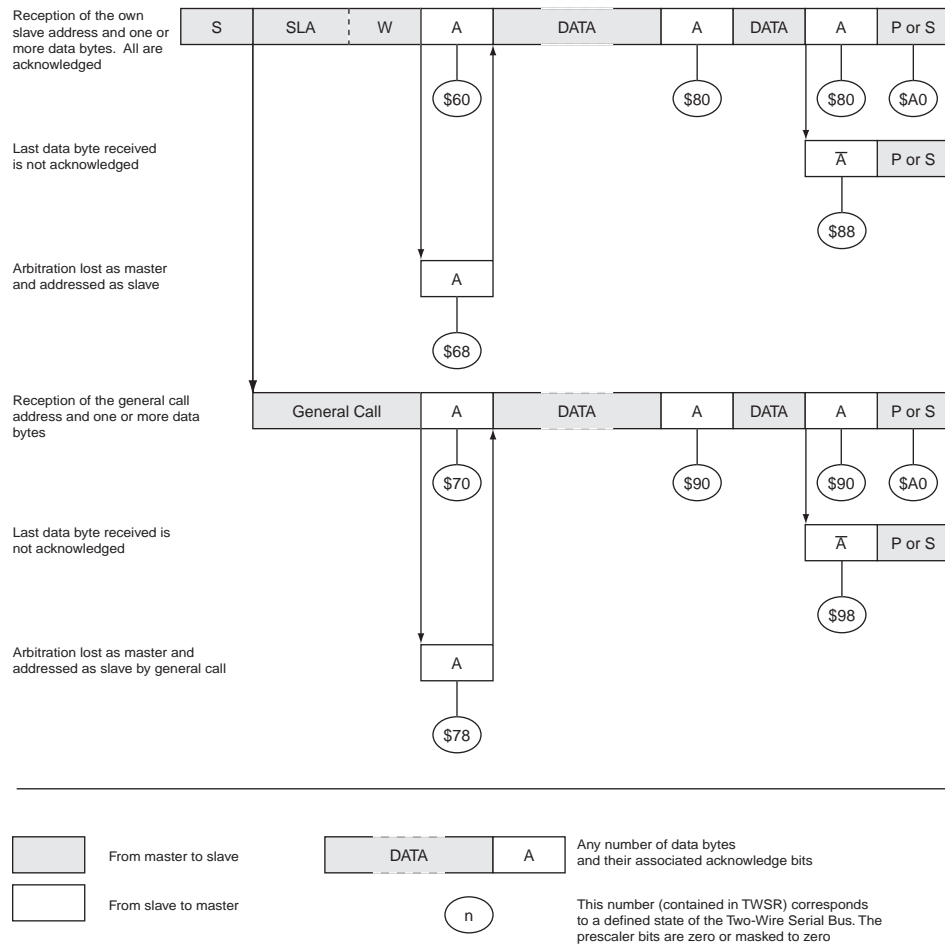 Reception of the own
slave address and one or
more data bytes. All are
acknowledged
S SLA W A DATA A DATA A P or S
$60 $80 $80 $A0
Last data byte received
is not acknowledged
A̅ P or S
$88
Arbitration lost as master
and addressed as slave
A
$68
Reception of the general call
address and one or more data
bytes
General Call A DATA A DATA A P or S
$70 $90 $90 $A0
Last data byte received is
not acknowledged
A̅ P or S
$98
Arbitration lost as master and
addressed as slave by general call
A
$78
From master to slave
DATA A
Any number of data bytes
and their associated acknowledge bits
From slave to master
n
This number (contained in TWSR) corresponds
to a defined state of the Two-Wire Serial Bus. The
prescaler bits are zero or masked to zero